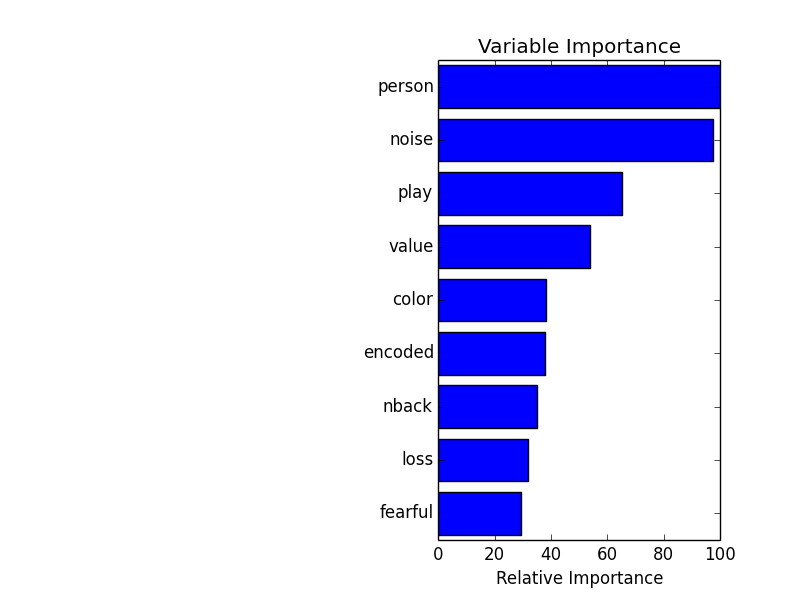 Variable Importance
person
noise
play
value
color
encoded
nback
loss
fearful
0 20 40 60 80 100
Relative Importance